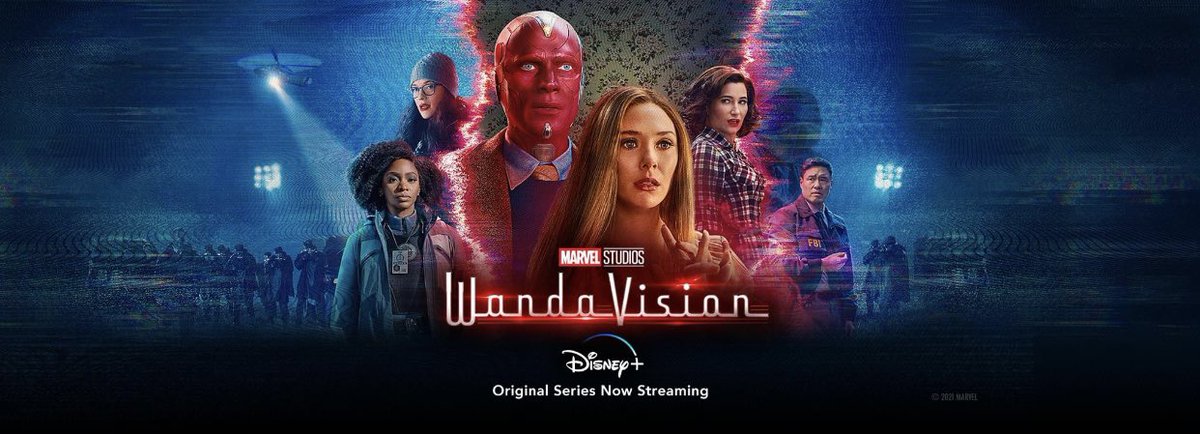 FBI
MARVEL STUDIOS
WandaVision
Disney+
Original Series Now Streaming
© 2021 MARVEL